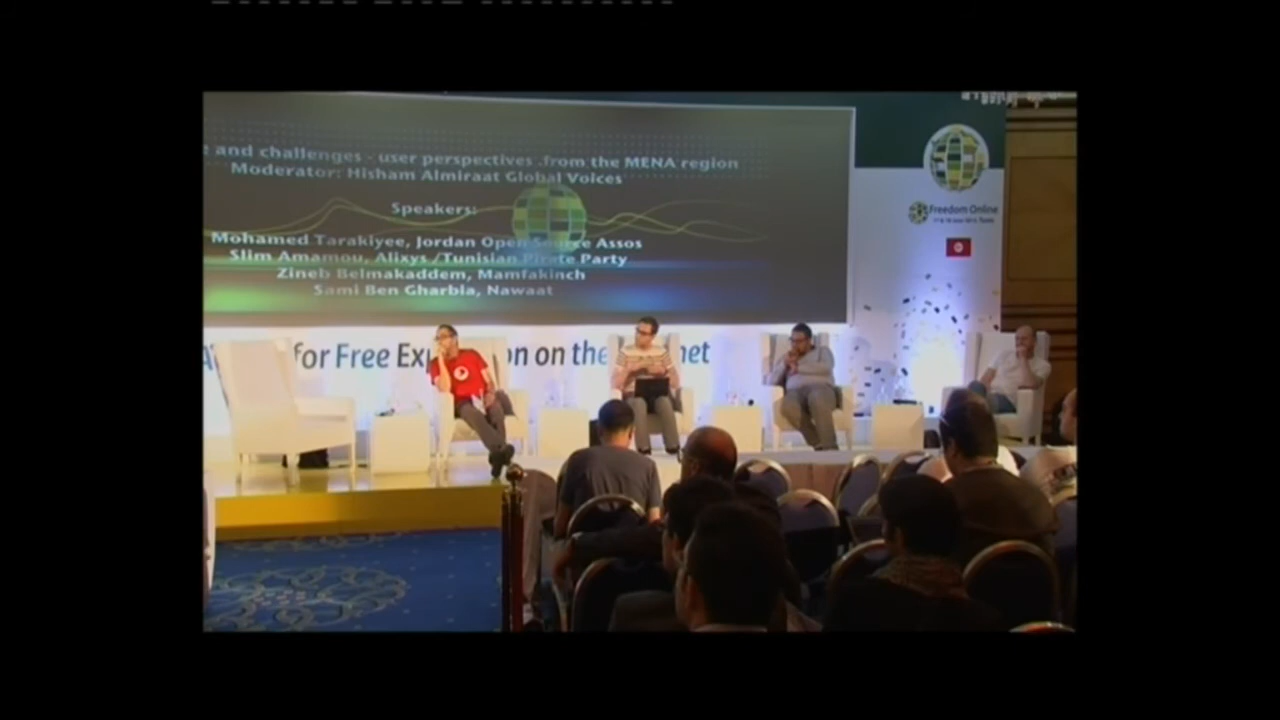 and challenges - user perspectives .from the MENA region
Moderator: Hisham Almiraat Global Voices
Speakers:
Mohamed Tarakiyee, Jordan Open Source Assos
Slim Amamou, Alixys /Tunisian Pirate Party
Zineb Belmakaddem, Mamfakinch
Sami Ben Gharbia, Nawaat
Freedom Online
for Free Ex on on the net